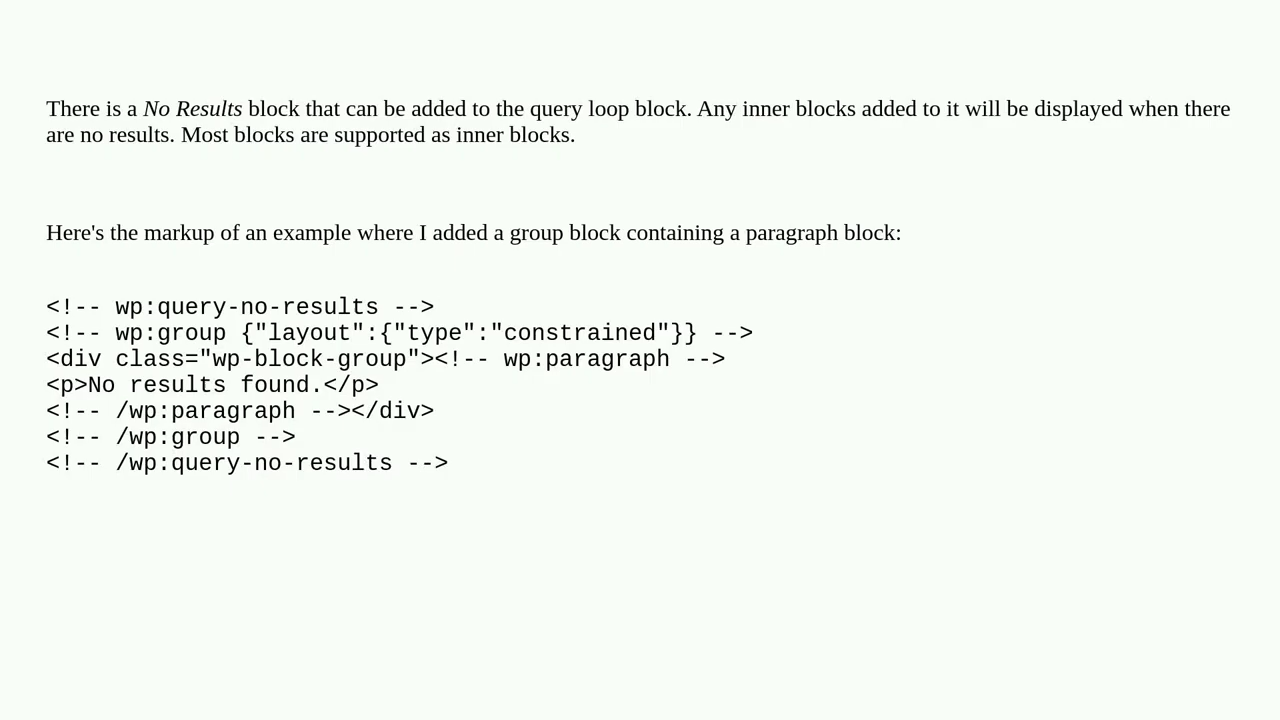 There is a No Results block that can be added to the query loop block. Any inner blocks added to it will be displayed when there
are no results. Most blocks are supported as inner blocks.
Here's the markup of an example where I added a group block containing a paragraph block:
<!-- wp:query-no-results -->
<!-- wp:group {"layout":{"type":"constrained"}} -->
<div class="wp-block-group"><!-- wp:paragraph -->
<p>No results found.</p>
<!-- /wp:paragraph --></div>
<!-- /wp:group -->
<!-- /wp:query-no-results -->